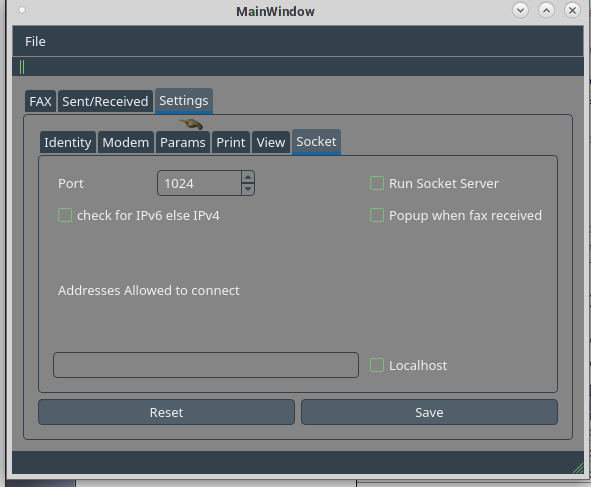 MainWindow
File
FAX Sent/Received Settings
Identity Modem Params Print View Socket
Port 1024 Run Socket Server
check for IPv6 else IPv4 Popup when fax received
Addresses Allowed to connect
Localhost
Reset Save